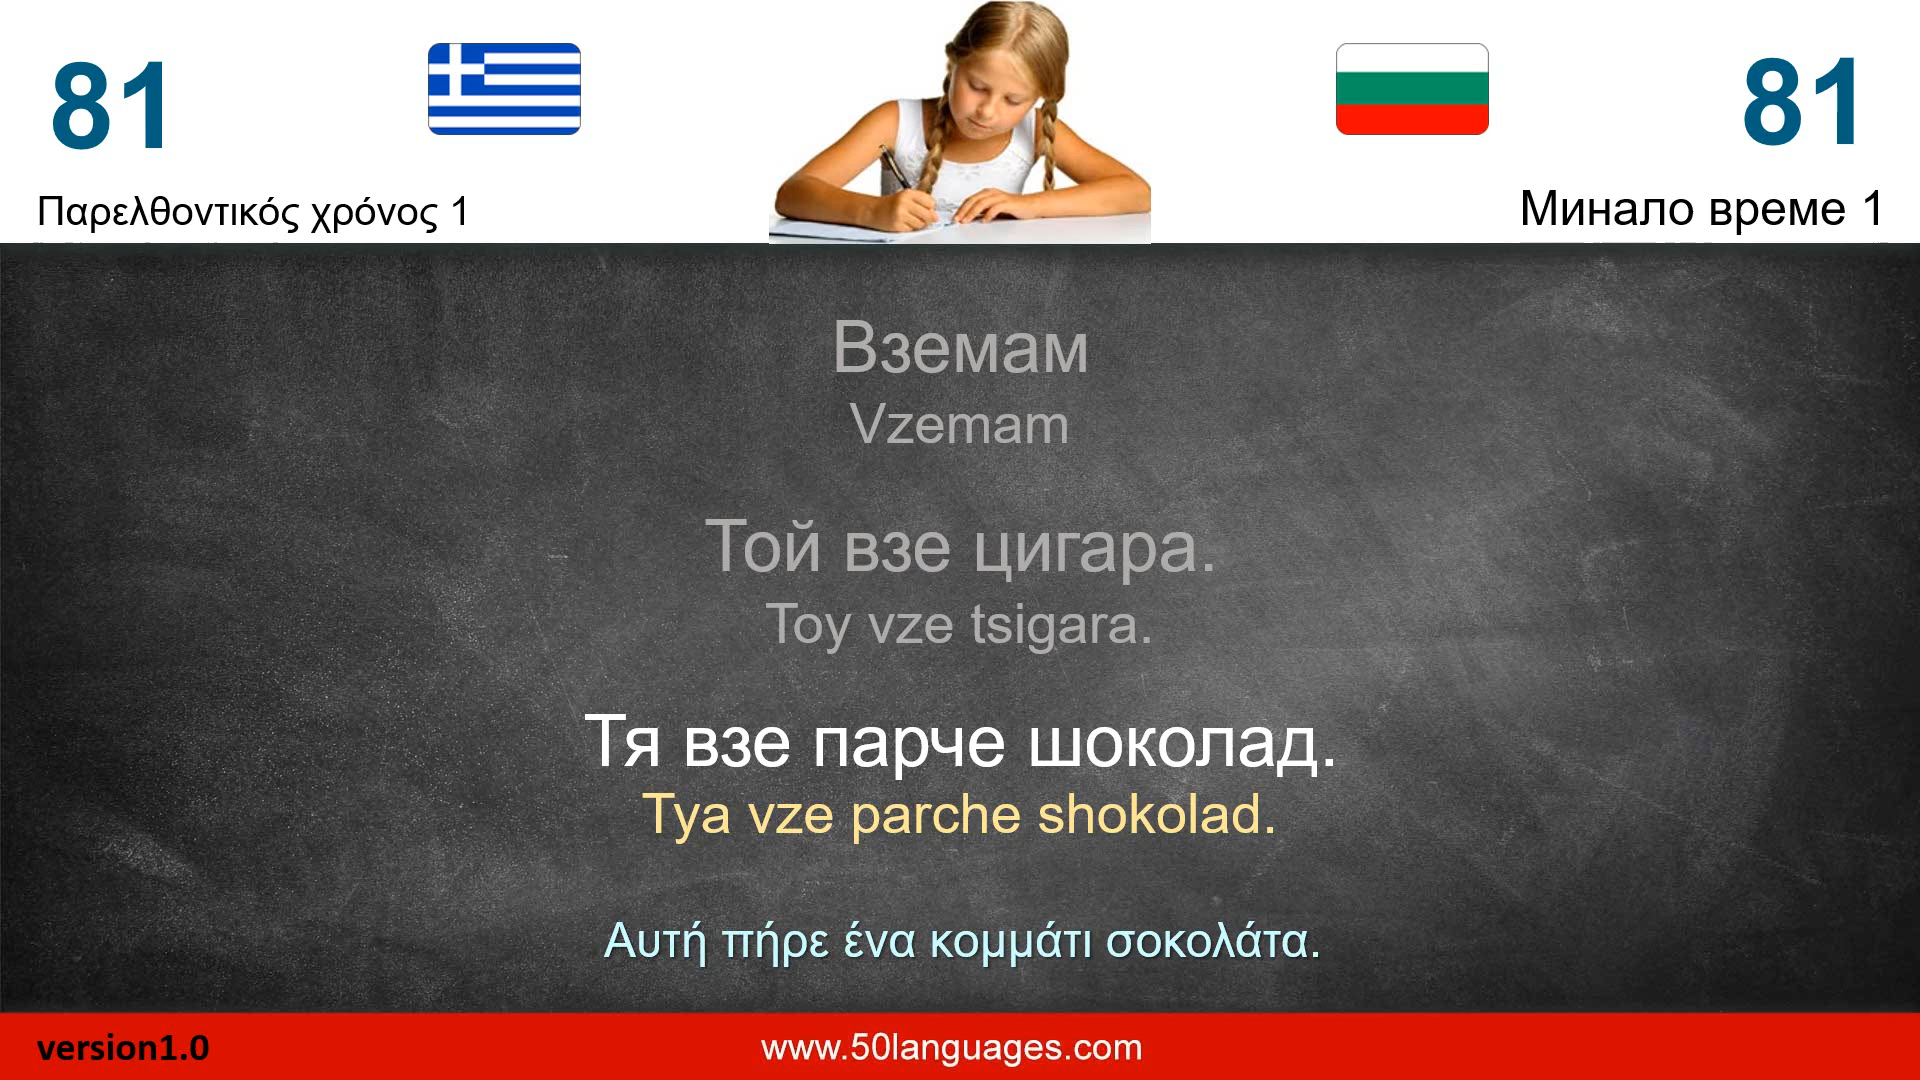 81
81
Παρελθοντικός χρόνος 1
Минало време 1
Вземам
Vzemam
Той взе цигара.
Toy vze tsigara.
Тя взе парче шоколад.
Tya vze parche shokolad.
Αυτή πήρε ένα κομμάτι σοκολάτα.
version1.0
www.50languages.com